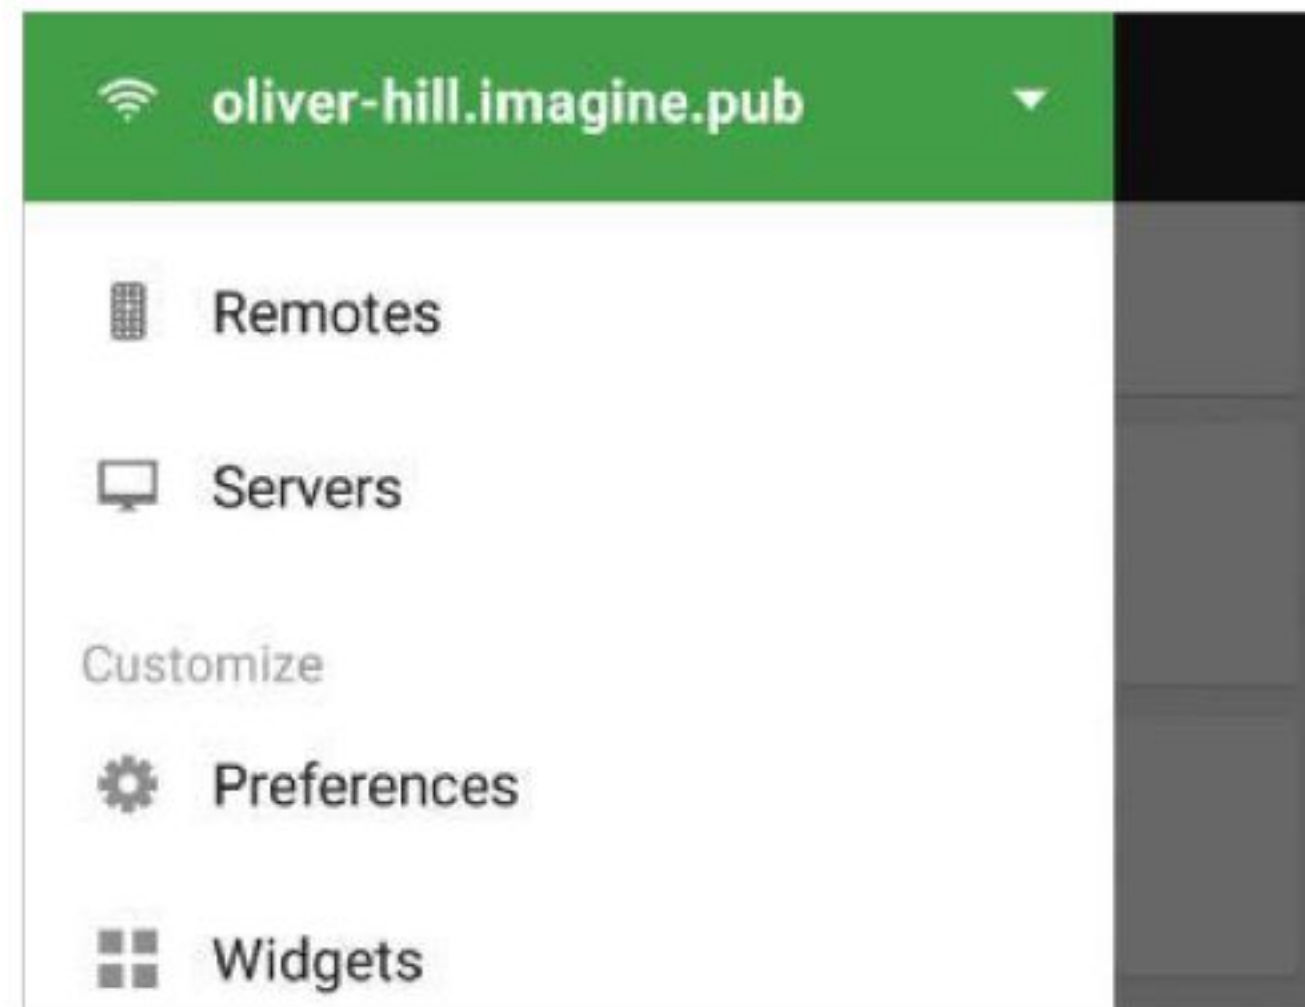 oliver-hill.imagine.pub
Remotes
Servers
Customize
Preferences
Widgets